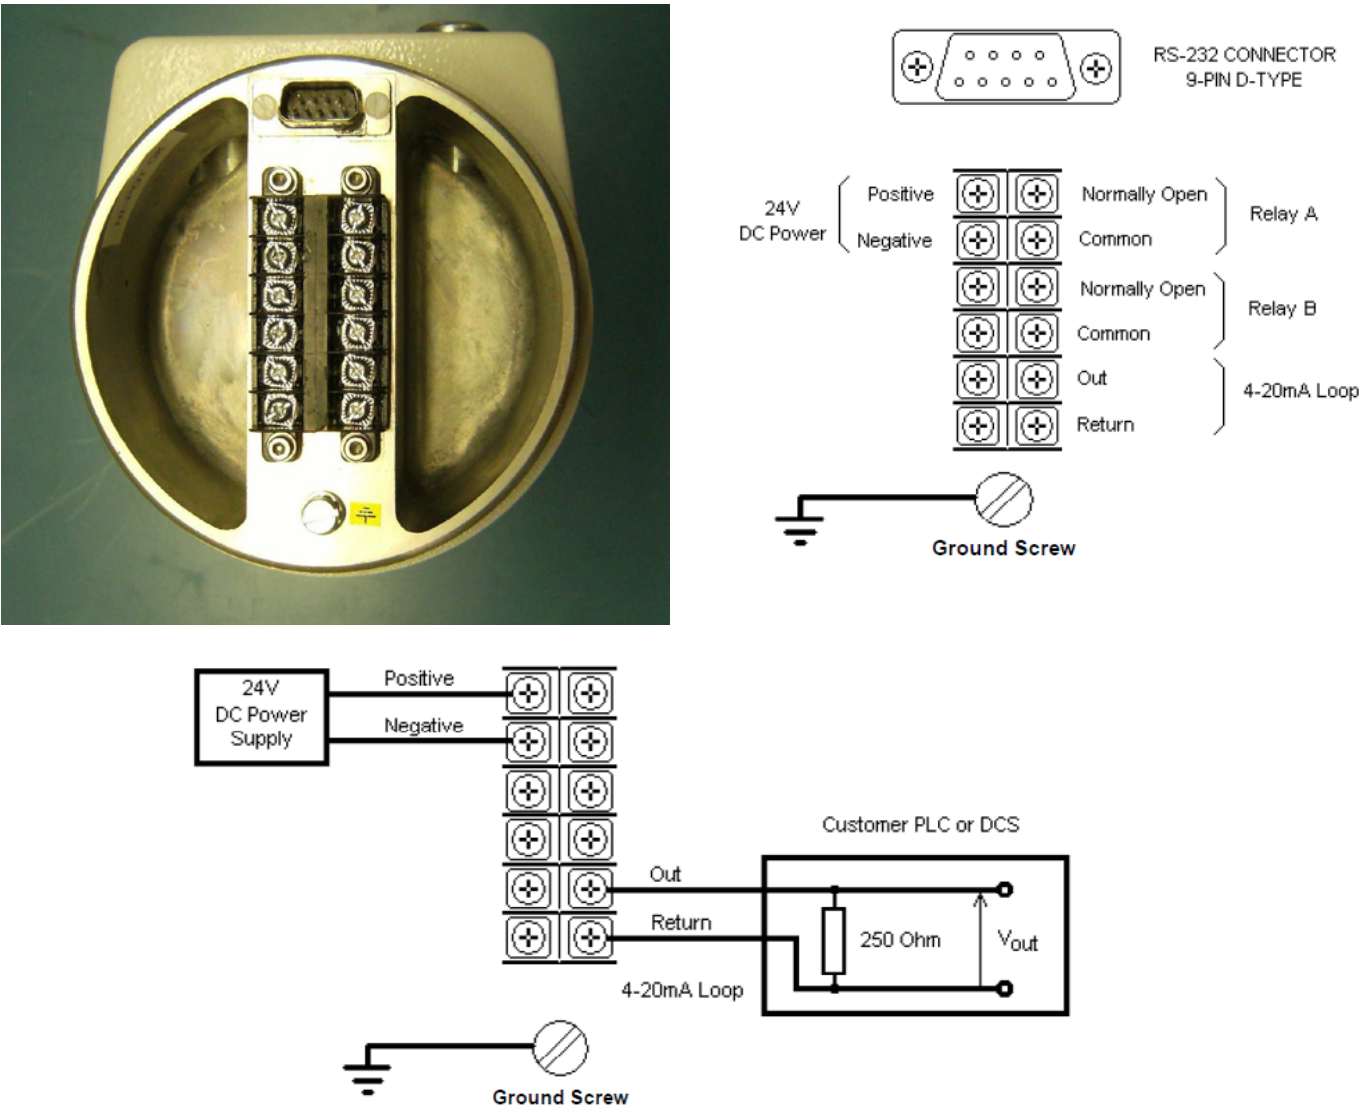 RS-232 CONNECTOR
9-PIN D-TYPE
24V
DC Power
Positive
Negative
Normally Open
Common
Relay A
Normally Open
Common
Relay B
Out
Return
4-20mA Loop
Ground Screw
24V
DC Power
Supply
Positive
Negative
Out
Return
4-20mA Loop
Customer PLC or DCS
250 Ohm
Vout
Ground Screw